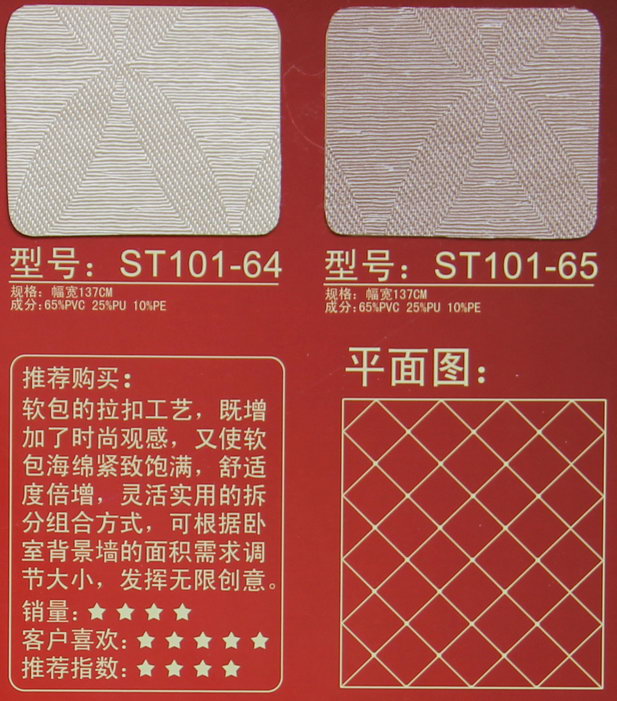 型号：ST101-64
规格：幅宽137CM
成分:65%PVC 25%PU 10%PE
型号：ST101-65
规格：幅宽137CM
成分:65%PVC 25%PU 10%PE
推荐购买：
软包的拉扣工艺，既增
加了时尚观感，又使软
包海绵紧致饱满，舒适
度倍增，灵活实用的拆
分组合方式，可根据卧
室背景墙的面积需求调
节大小，发挥无限创意。
销量：★ ★ ★ ★
客户喜欢：★ ★ ★ ★ ★
推荐指数：★ ★ ★ ★
平面图：